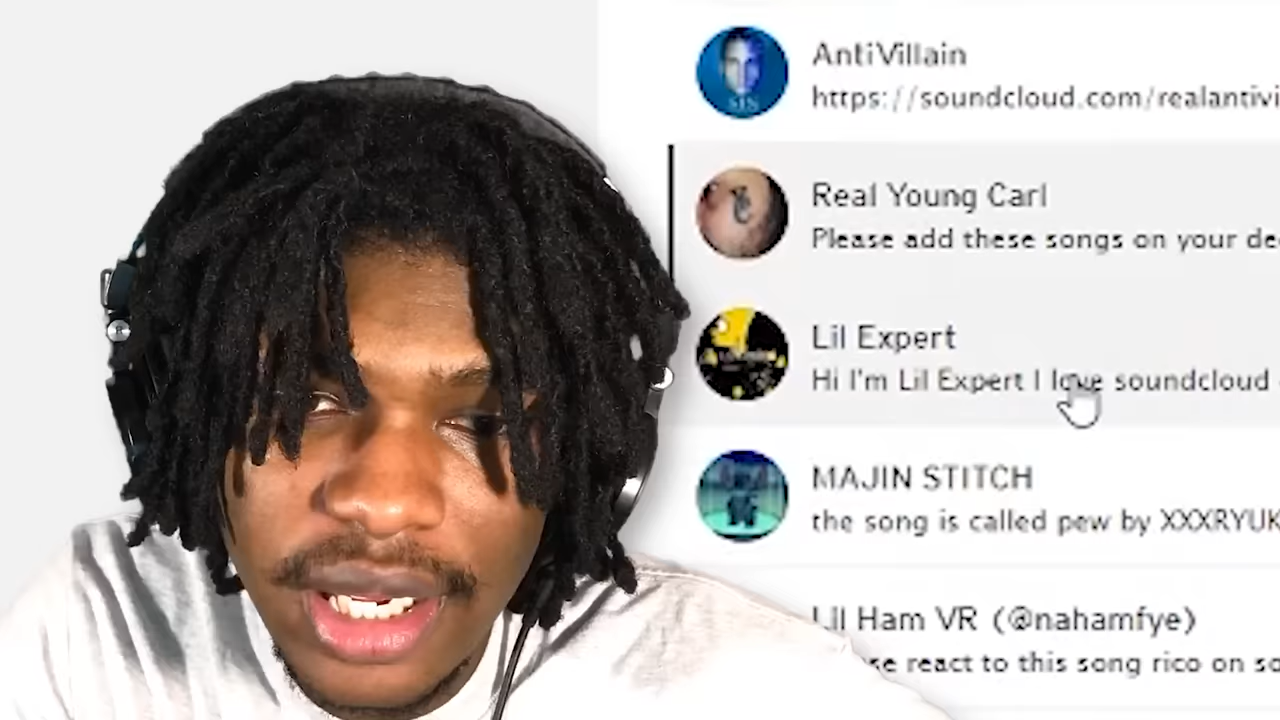 SIS
AntiVillain
https://soundcloud.com/realantivi
Real Young Carl
Please add these songs on your de
Lil Expert
Hi I'm Lil Expert I love soundcloud
MAJIN STITCH
the song is called pew by XXXRYUK
Lil Ham VR (@nahamfye)
se react to this song rico on so